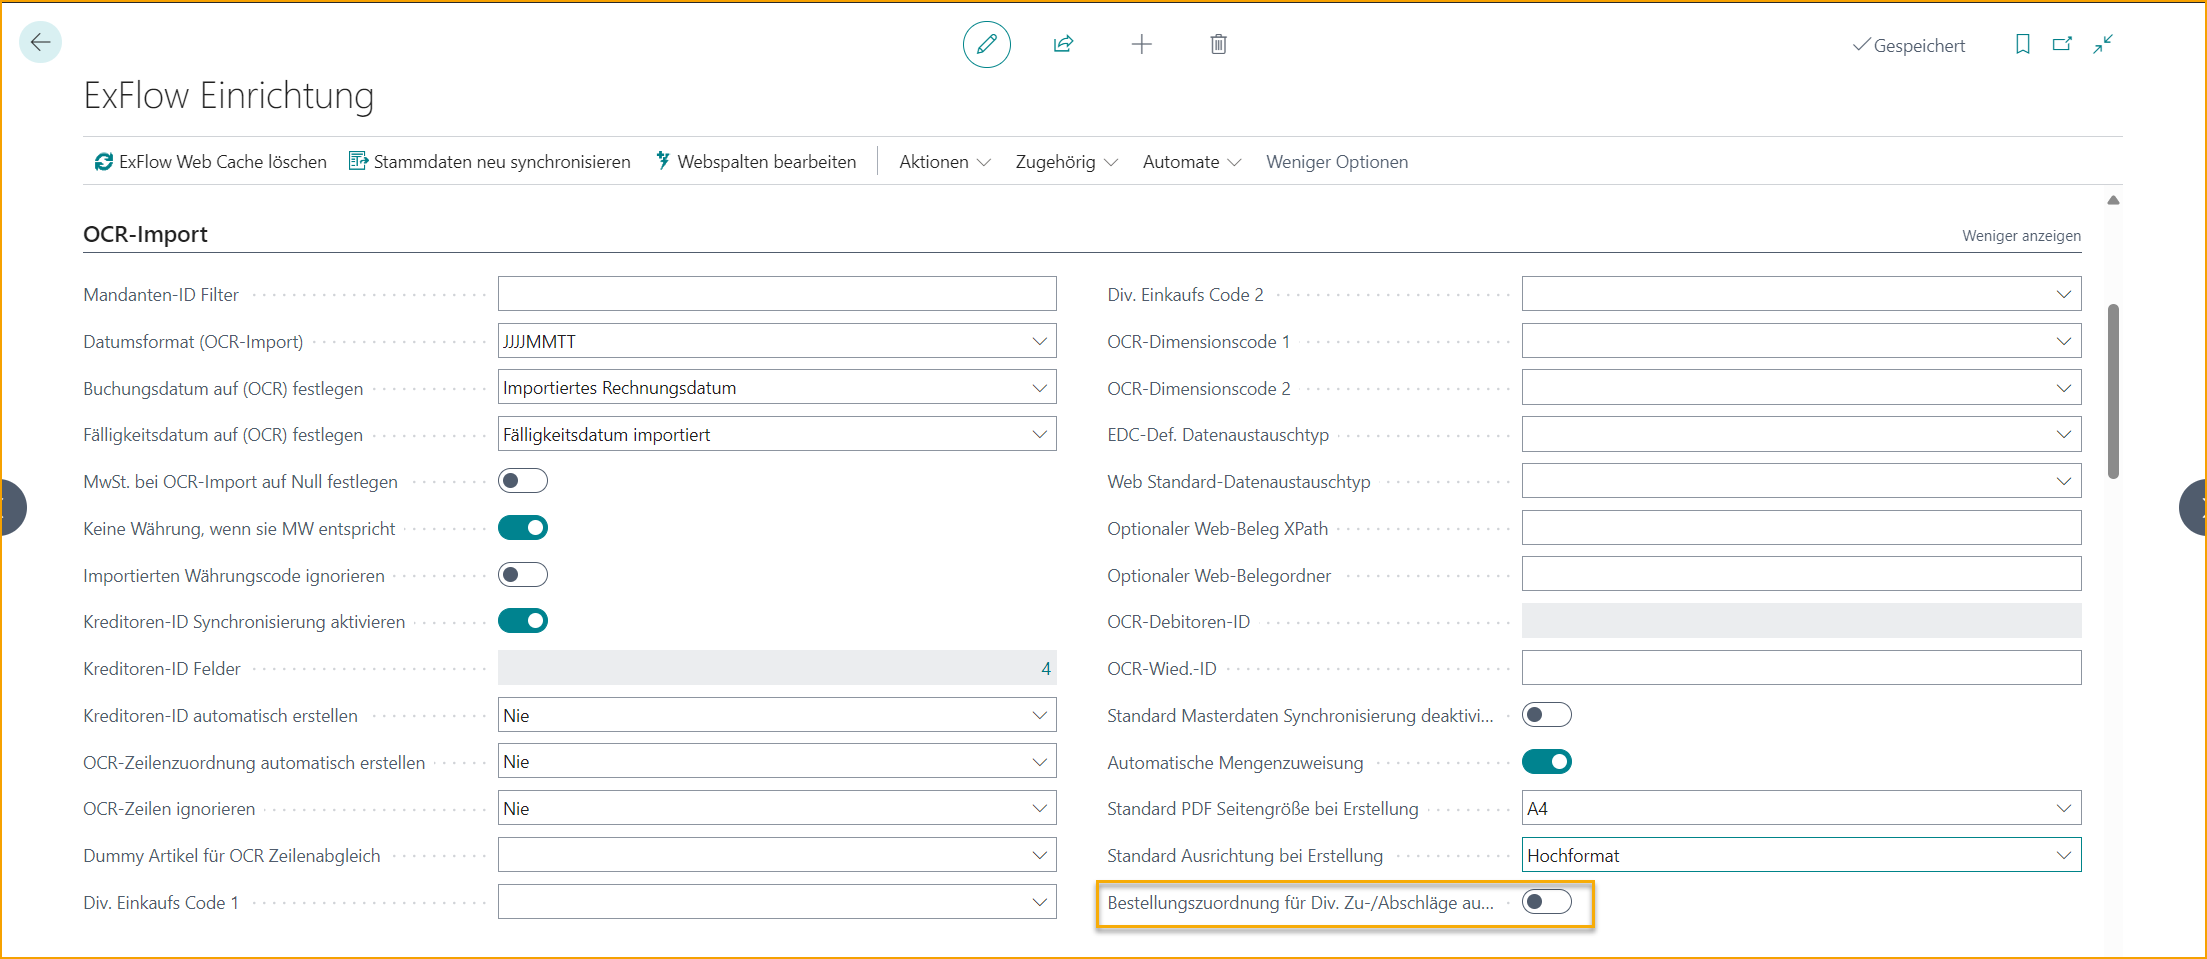 Gespeichert
ExFlow Einrichtung
ExFlow Web Cache löschen Stammdaten neu synchronisieren Webspalten bearbeiten Aktionen Zugehörig Automate Weniger Optionen
OCR-Import
Weniger anzeigen
Mandanten-ID Filter
Datumsformat (OCR-Import) JJJJMMTT
Buchungsdatum auf (OCR) festlegen Importiertes Rechnungsdatum
Fälligkeitsdatum auf (OCR) festlegen Fälligkeitsdatum importiert
MwSt. bei OCR-Import auf Null festlegen
Keine Währung, wenn sie MW entspricht
Importierten Währungscode ignorieren
Kreditoren-ID Synchronisierung aktivieren
Kreditoren-ID Felder 4
Kreditoren-ID automatisch erstellen Nie
OCR-Zeilenzuordnung automatisch erstellen Nie
OCR-Zeilen ignorieren Nie
Dummy Artikel für OCR Zeilenabgleich
Div. Einkaufs Code 1
Div. Einkaufs Code 2
OCR-Dimensionscode 1
OCR-Dimensionscode 2
EDC-Def. Datenaustauschtyp
Web Standard-Datenaustauschtyp
Optionaler Web-Beleg XPath
Optionaler Web-Belegordner
OCR-Debitoren-ID
OCR-Wied.-ID
Standard Masterdaten Synchronisierung deaktivi...
Automatische Mengenzuweisung
Standard PDF Seitengröße bei Erstellung A4
Standard Ausrichtung bei Erstellung Hochformat
Bestellungszuordnung für Div. Zu-/Abschläge au...